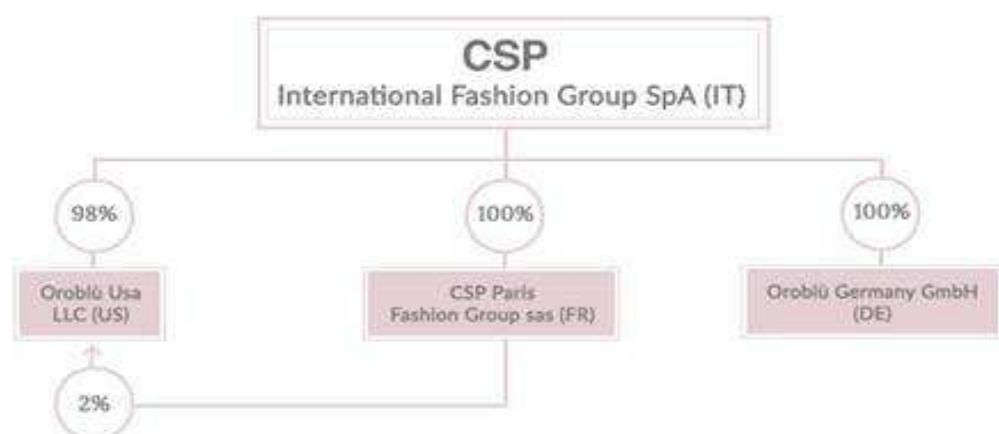 CSP
International Fashion Group SpA (IT)
98%
100%
100%
Oroblù Usa
LLC (US)
CSP Paris
Fashion Group sas (FR)
Oroblù Germany GmbH
(DE)
2%